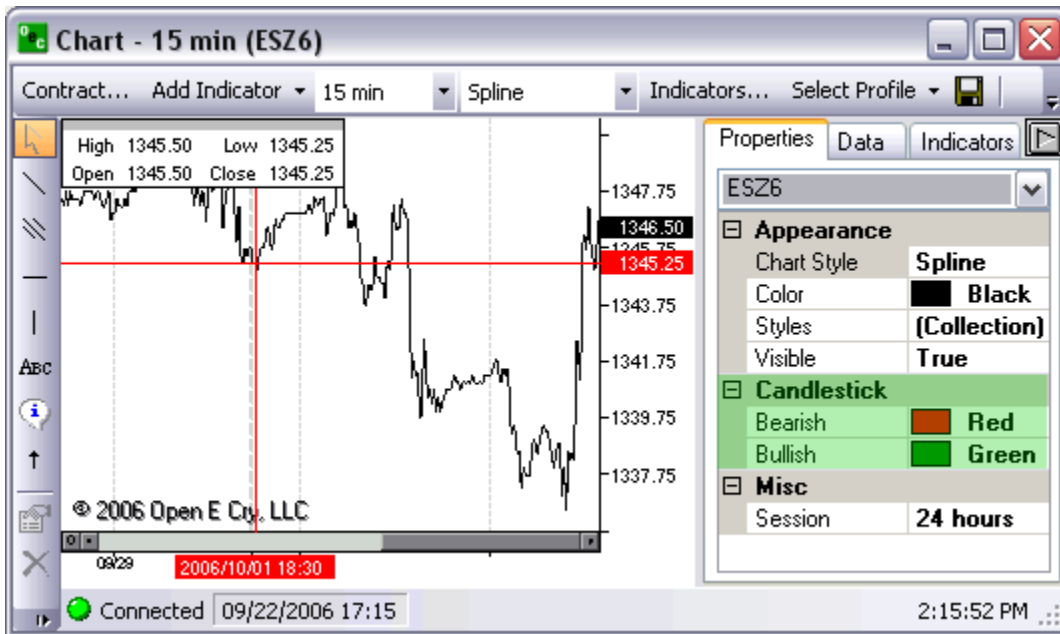 Oec Chart - 15 min (ESZ6)
Contract... Add Indicator 15 min Spline Indicators... Select Profile
High 1345.50 Low 1345.25
Open 1345.50 Close 1345.25
1347.75
1346.50
1345.75
1345.25
1343.75
1341.75
1339.75
1337.75
ABC
© 2006 Open E Cry, LLC
09/29
2006/10/01 18:30
Properties Data Indicators
ESZ6
Appearance
Chart Style Spline
Color Black
Styles (Collection)
Visible True
Candlestick
Bearish Red
Bullish Green
Misc
Session 24 hours
Connected 09/22/2006 17:15 2:15:52 PM